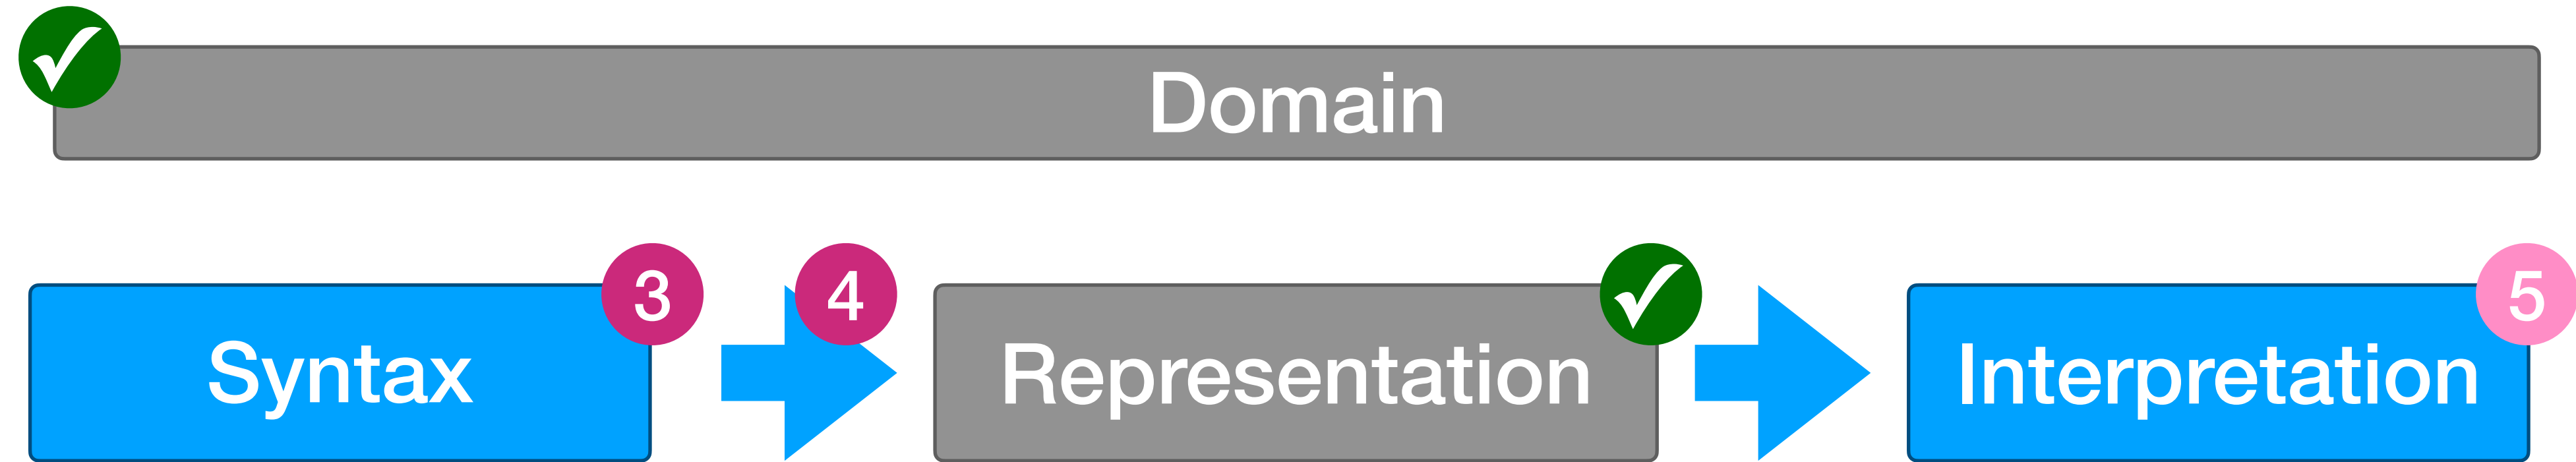 Domain
3
4
5
Syntax
Representation
Interpretation